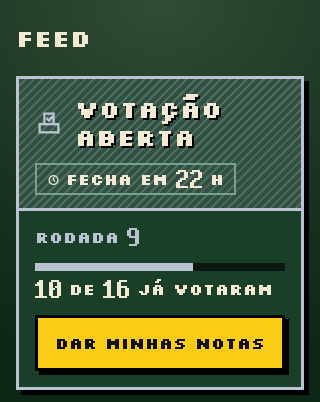 FEED
VOTAÇÃO
ABERTA
FECHA EM 22 H
RODADA 9
10 DE 16 JÁ VOTARAM
DAR MINHAS NOTAS